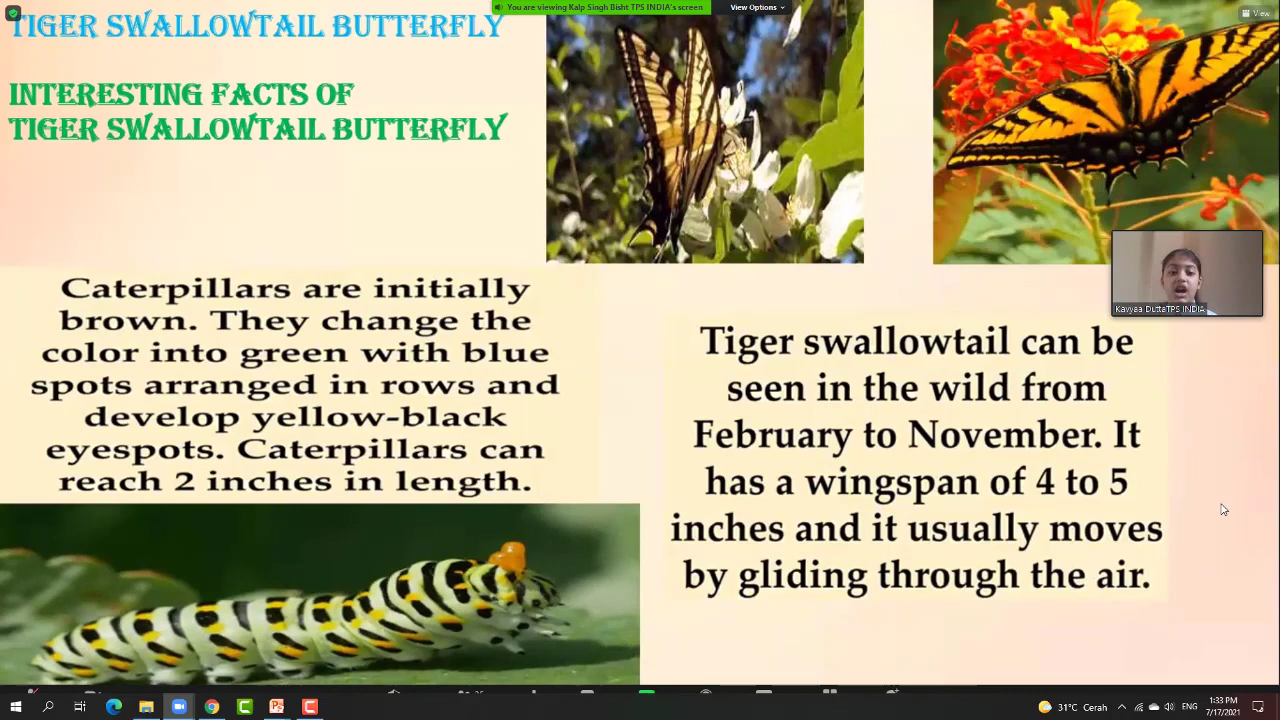 You are viewing Kalp Singh Bisht TPS INDIA's screen
View Options
View
TIGER SWALLOWTAIL BUTTERFLY
INTERESTING FACTS OF
TIGER SWALLOWTAIL BUTTERFLY
Kavyaa DuttaTPS INDIA
Caterpillars are initially
brown. They change the
color into green with blue
spots arranged in rows and
develop yellow-black
eyespots. Caterpillars can
reach 2 inches in length.
Tiger swallowtail can be
seen in the wild from
February to November. It
has a wingspan of 4 to 5
inches and it usually moves
by gliding through the air.
31°C Cerah
ENG
1:33 PM
7/17/2021